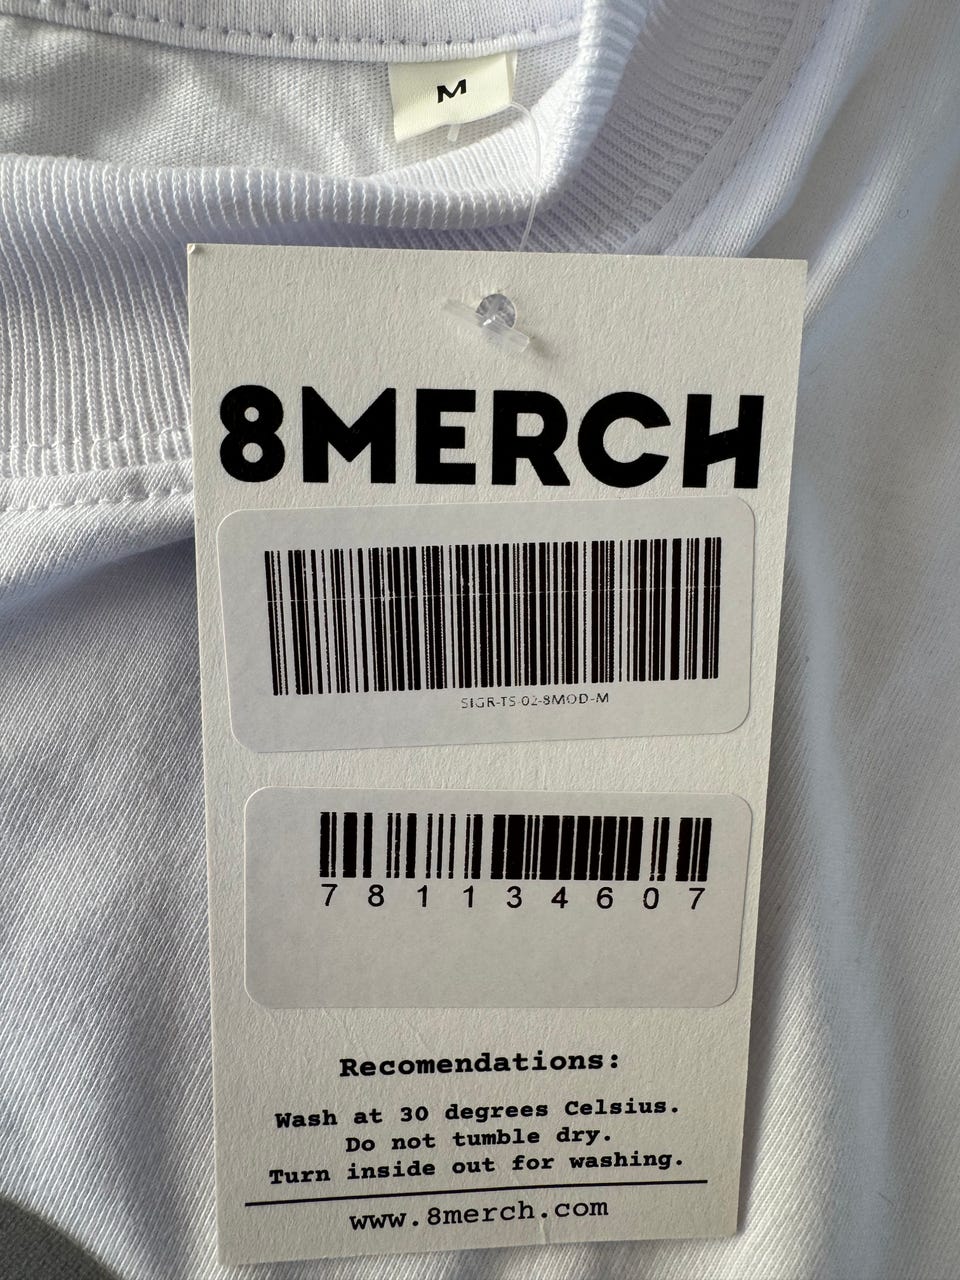 M
8MERCH
SIGR-TS-02-8MOD-M
781134607
Recomendations:
Wash at 30 degrees Celsius.
Do not tumble dry.
Turn inside out for washing.
www.8merch.com